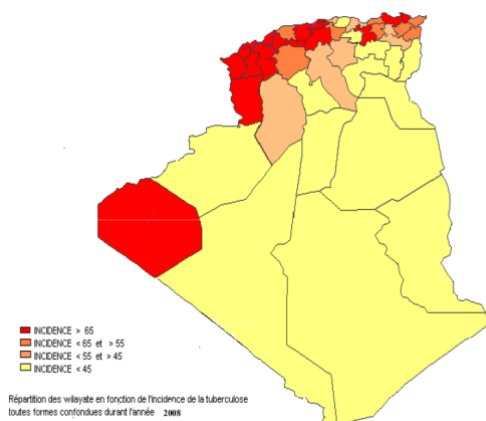 INCIDENCE > 65
INCIDENCE < 65 et > 55
INCIDENCE < 55 et > 45
INCIDENCE < 45
Répartition des wilayate en fonction de l'incidence de la tuberculose
toutes formes confondues durant l'année 2008